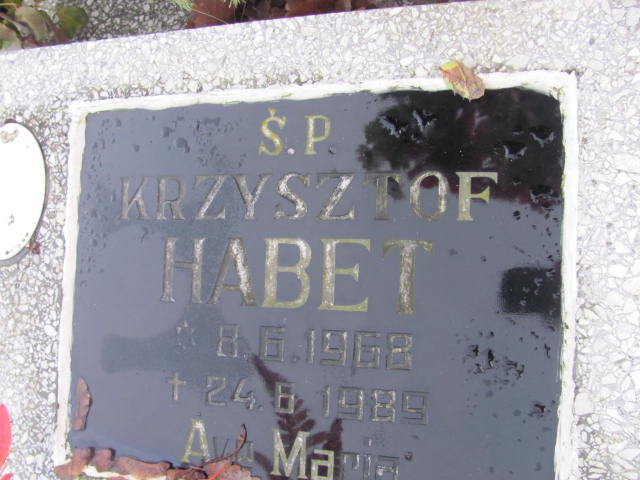 Ś.P.
KRZYSZTOF
HABET
* 8.6.1968
† 24.6.1989
Ave Maria